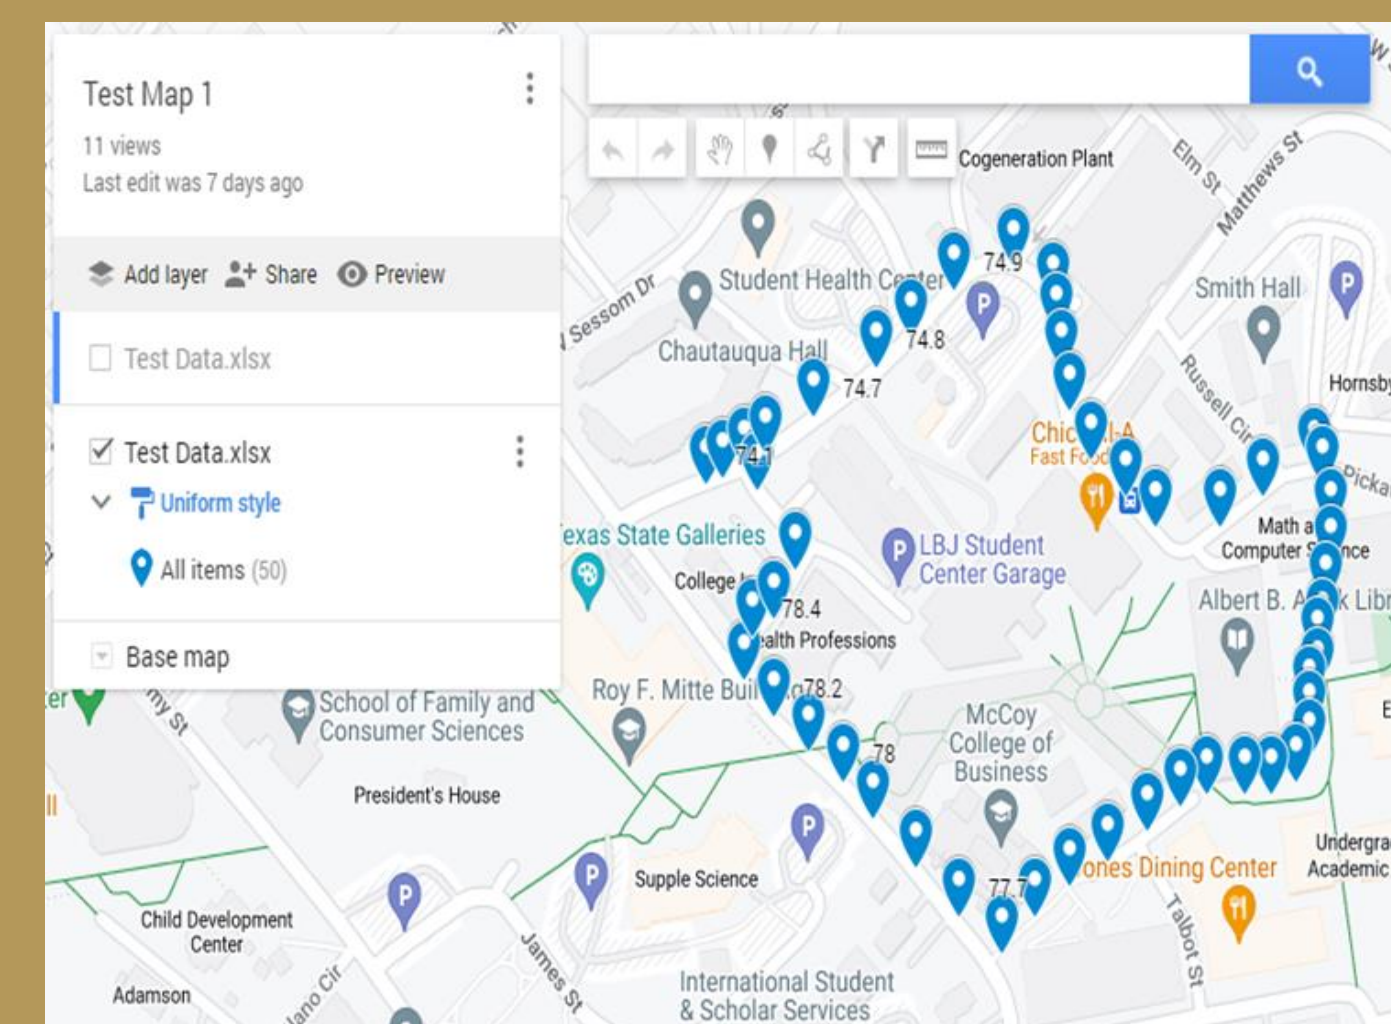 Test Map 1
11 views
Last edit was 7 days ago
Add layer
Share
Preview
Test Data.xlsx
Test Data.xlsx
Uniform style
All items (50)
Base map
Cogeneration Plant
Elm St
Matthews St
74.9
Student Health Center
Smith Hall
P
P
Sessom Dr
74.8
Chautauqua Hall
74.7
Russell Cir
Fast Food
74.1
Math
Computer
Texas State Galleries
P
LBJ Student
Center Garage
College
78.4
Health Professions
Albert B.
Roy F. Mitte
78.2
School of Family and
Consumer Sciences
McCoy
College of
Business
78
President's House
P
P
P
Supple Science
77.7
Dining Center
Academic
Child Development
Center
James St
Talbot St
Adamson
International Student
& Scholar Services